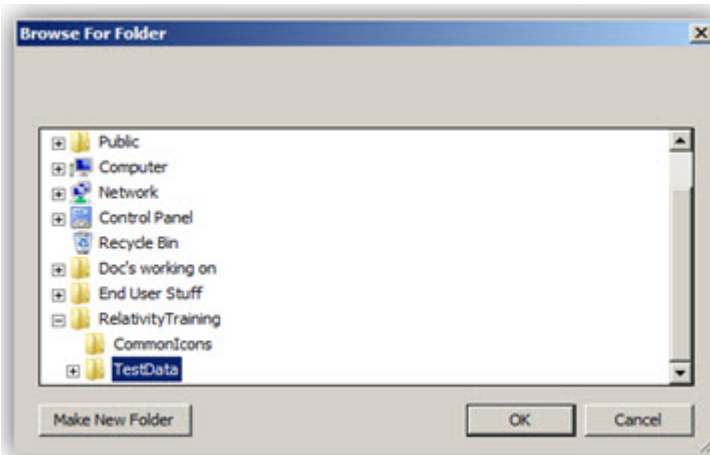 Browse For Folder
Public
Computer
Network
Control Panel
Recycle Bin
Doc's working on
End User Stuff
RelativityTraining
CommonIcons
TestData
Make New Folder OK Cancel